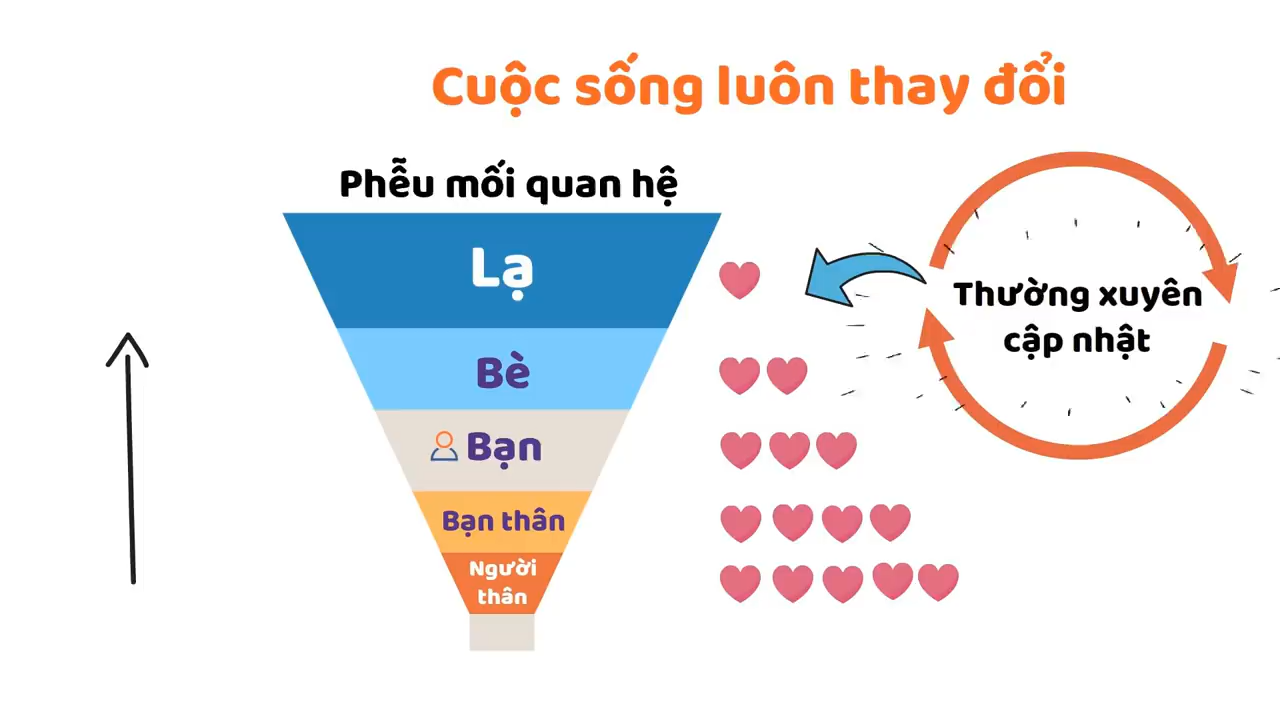 Cuộc sống luôn thay đổi
Phễu mối quan hệ
Lạ
Bè
Bạn
Bạn thân
Người
thân
Thường xuyên
cập nhật